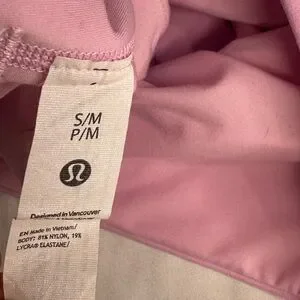 S/M
P/M
Designed in Vancouver
EN Made in Vietnam/
BODY: 81% NYLON, 19%
LYCRA® ELASTANE/